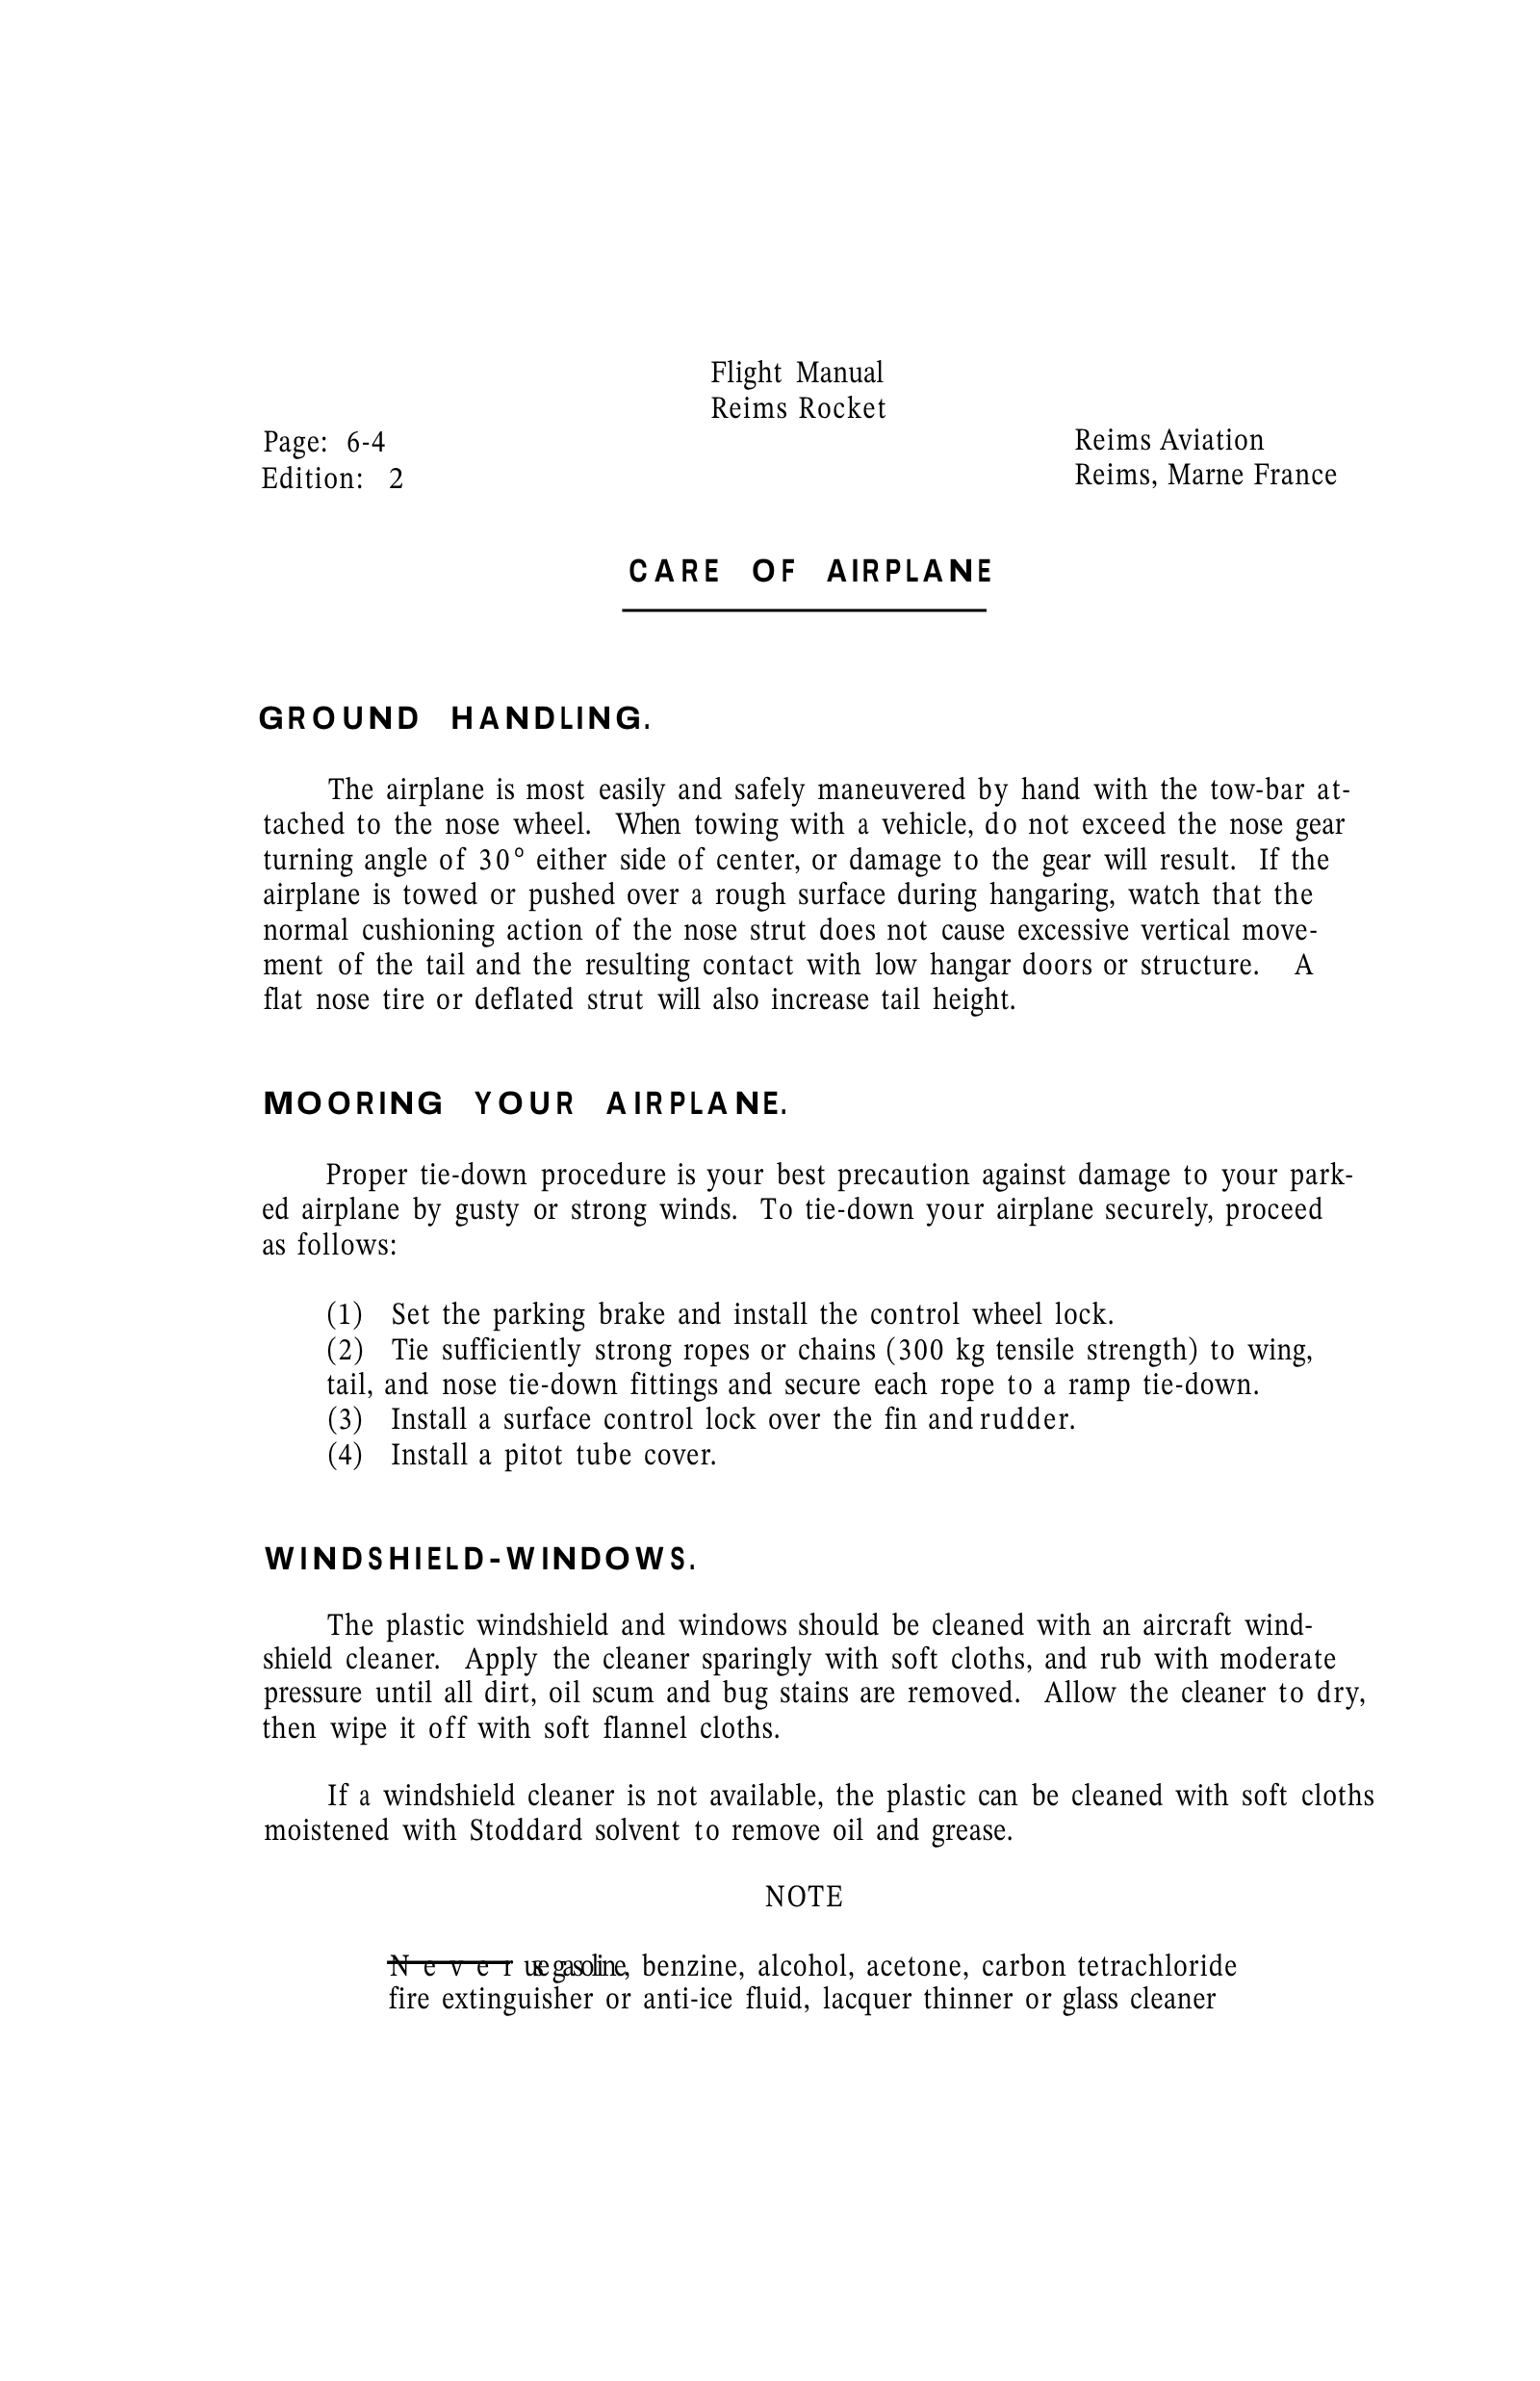 Flight Manual
Reims Rocket
Page: 6-4
Edition: 2
Reims Aviation
Reims, Marne France
CARE OF AIRPLANE
GROUND HANDLING.
The airplane is most easily and safely maneuvered by hand with the tow-bar at-
tached to the nose wheel. When towing with a vehicle, do not exceed the nose gear
turning angle of 30° either side of center, or damage to the gear will result. If the
airplane is towed or pushed over a rough surface during hangaring, watch that the
normal cushioning action of the nose strut does not cause excessive vertical move-
ment of the tail and the resulting contact with low hangar doors or structure. A
flat nose tire or deflated strut will also increase tail height.
MOORING YOUR AIRPLANE.
Proper tie-down procedure is your best precaution against damage to your park-
ed airplane by gusty or strong winds. To tie-down your airplane securely, proceed
as follows:
(1) Set the parking brake and install the control wheel lock.
(2) Tie sufficiently strong ropes or chains (300 kg tensile strength) to wing,
tail, and nose tie-down fittings and secure each rope to a ramp tie-down.
(3) Install a surface control lock over the fin and rudder.
(4) Install a pitot tube cover.
WINDSHIELD-WINDOWS.
The plastic windshield and windows should be cleaned with an aircraft wind-
shield cleaner. Apply the cleaner sparingly with soft cloths, and rub with moderate
pressure until all dirt, oil scum and bug stains are removed. Allow the cleaner to dry,
then wipe it off with soft flannel cloths.
If a windshield cleaner is not available, the plastic can be cleaned with soft cloths
moistened with Stoddard solvent to remove oil and grease.
NOTE
Never benzine, alcohol, acetone, carbon tetrachloride
fire extinguisher or anti-ice fluid, lacquer thinner or glass cleaner